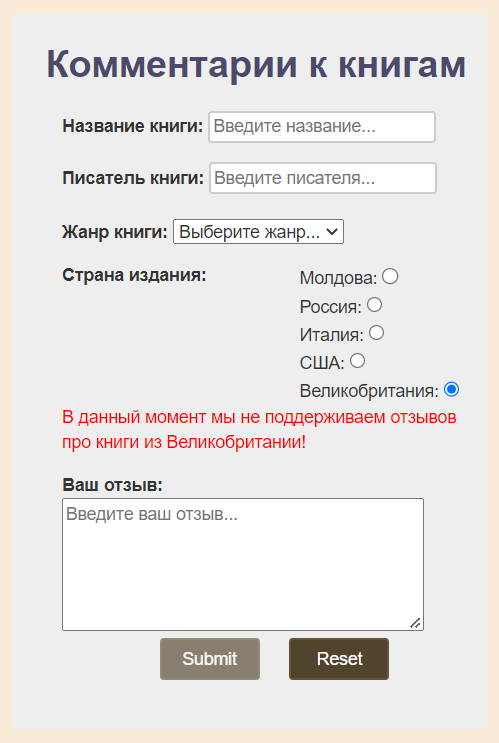 Комментарии к книгам
Название книги: Введите название...
Писатель книги: Введите писателя...
Жанр книги: Выберите жанр...
Страна издания: Молдова:
Россия:
Италия:
США:
Великобритания:
В данный момент мы не поддерживаем отзывов
про книги из Великобритании!
Ваш отзыв:
Введите ваш отзыв...
Submit Reset